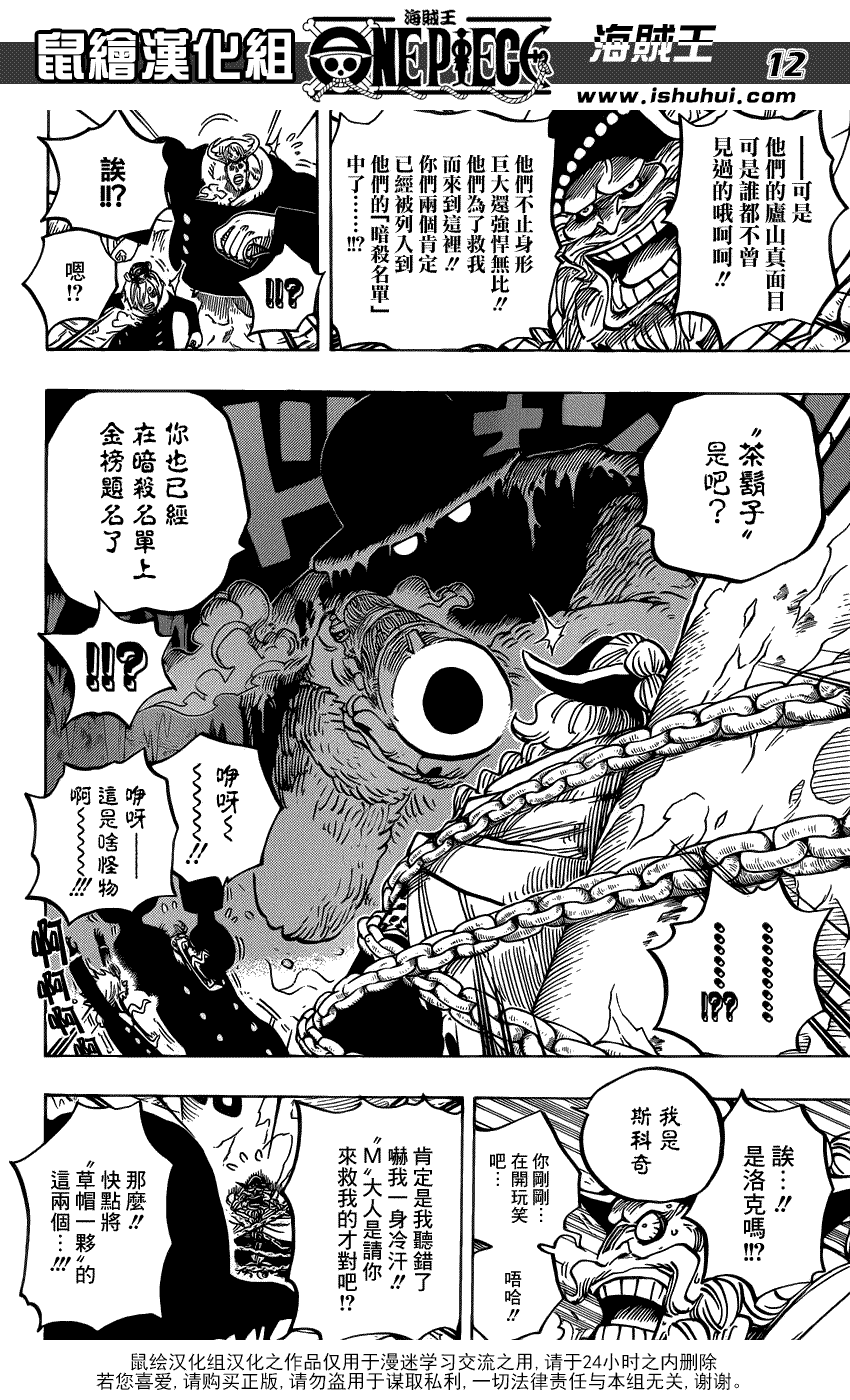 海賊王
鼠繪漢化組
ONE PIECE
海賊王
12
www.ishuhui.com
——可是
他們的廬山真面目
可是誰都不曾
見過的哦呵呵!!
他們不止身形
巨大還強悍無比!!
他們為了救我
而來到這裡!!
你們兩個肯定
已經被列入到
他們的「暗殺名單」
中了……!!?
誒
!!?
!!?
嗯
!?
"茶鬍子"
是吧?
你也已經
在暗殺名單上
金榜題名了
!!?
咿呀~
~~~~!!
咿呀——
這是啥怪物
啊~~~~!!!
………
………!??
誒…!!
是洛克嗎
!!?
我是
斯科奇
你剛剛…
在開玩笑
吧…
唔哈!!
肯定是我聽錯了
嚇我一身冷汗!!
"M"大人是請你
來救我的才對吧!?
那麼!!
快點將
"草帽一夥"的
這兩個…!!!
鼠绘汉化组汉化之作品仅用于漫迷学习交流之用, 请于24小时之内删除
若您喜爱, 请购买正版, 请勿盗用于谋取私利, 一切法律责任与本组无关, 谢谢.